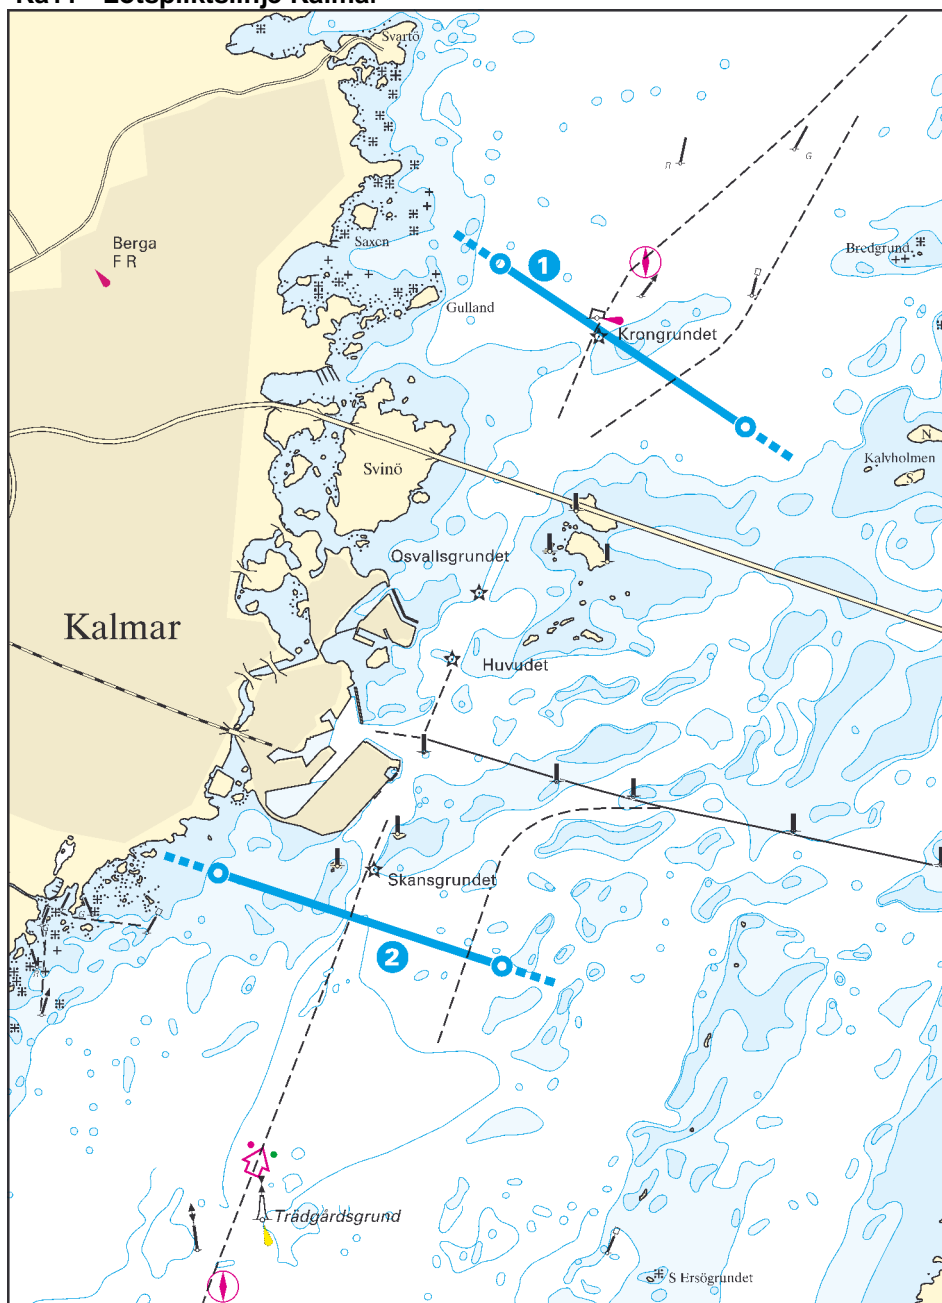 Svartö
G
R
Berga
F R
Saxen
1
Bredgrund
Gulland
Krongrundet
N
Kalvholmen
S
Svinö
Osvallsgrundet
Kalmar
Huvudet
Skansgrundet
2
Trädgårdsgrund
S Ersögrundet